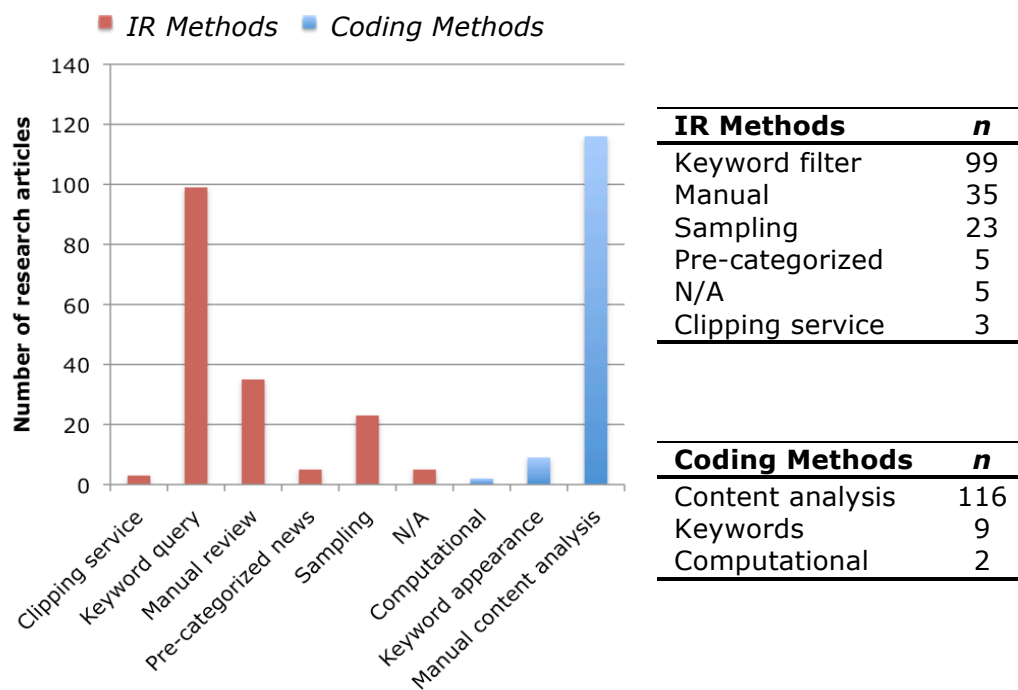 IR Methods Coding Methods
Number of research articles
140
120
100
80
60
40
20
0
Clipping service
Keyword query
Manual review
Pre-categorized news
Sampling
N/A
Computational
Keyword appearance
Manual content analysis
IR Methods n
Keyword filter 99
Manual 35
Sampling 23
Pre-categorized 5
N/A 5
Clipping service 3
Coding Methods n
Content analysis 116
Keywords 9
Computational 2